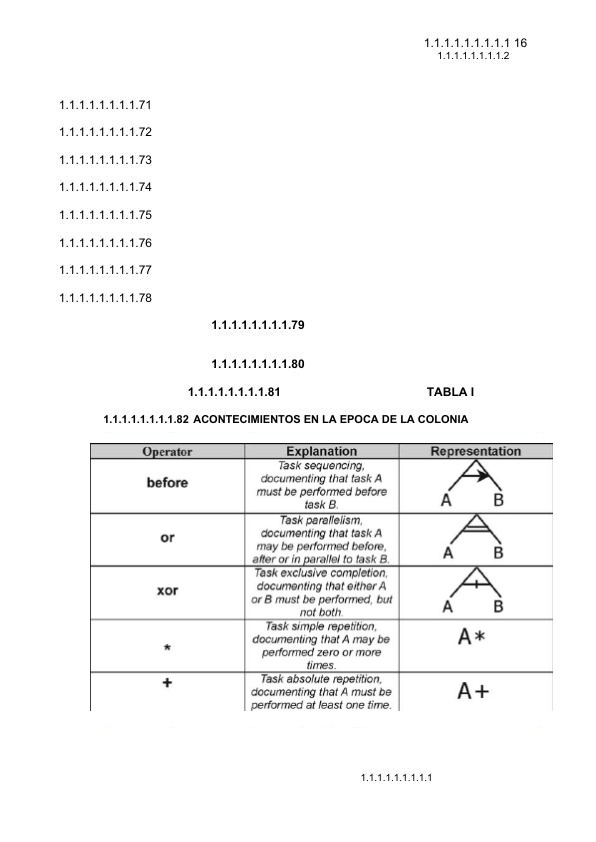 1.1.1.1.1.1.1.1.1 16
1.1.1.1.1.1.1.1.2
1.1.1.1.1.1.1.1.71
1.1.1.1.1.1.1.1.72
1.1.1.1.1.1.1.1.73
1.1.1.1.1.1.1.1.74
1.1.1.1.1.1.1.1.75
1.1.1.1.1.1.1.1.76
1.1.1.1.1.1.1.1.77
1.1.1.1.1.1.1.1.78
1.1.1.1.1.1.1.1.79
1.1.1.1.1.1.1.1.80
1.1.1.1.1.1.1.1.81 TABLA I
1.1.1.1.1.1.1.1.82 ACONTECIMIENTOS EN LA EPOCA DE LA COLONIA
Operator Explanation Representation
before
Task sequencing,
documenting that task A
must be performed before
task B.
A B
or
Task parallelism,
documenting that task A
may be performed before,
after or in parallel to task B.
A B
xor
Task exclusive completion,
documenting that either A
or B must be performed, but
not both.
A B
*
Task simple repetition,
documenting that A may be
performed zero or more
times.
A*
+
Task absolute repetition,
documenting that A must be
performed at least one time.
A+
1.1.1.1.1.1.1.1.1